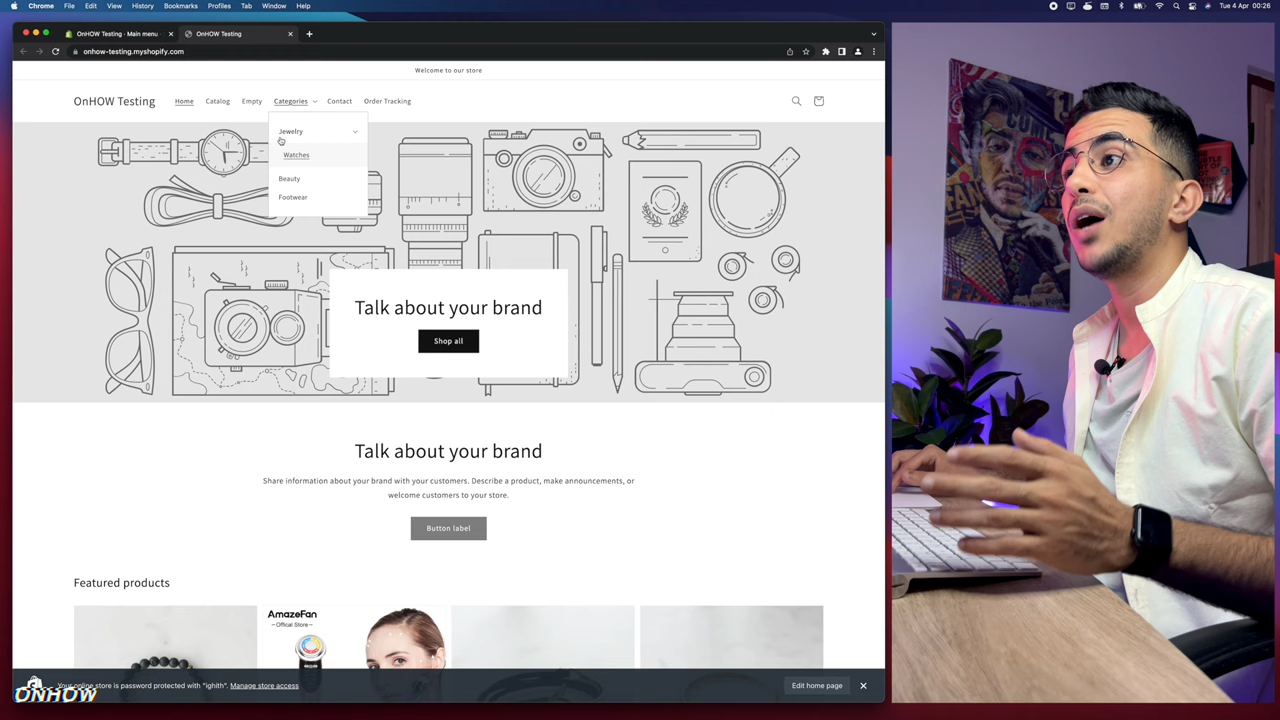 Chrome File Edit View History Bookmarks Profiles Tab Window Help
Tue 4 Apr 00:26
OnHOW Testing · Main menu ·
OnHOW Testing
onhow-testing.myshopify.com
Welcome to our store
OnHOW Testing
Home Catalog Empty Categories Contact Order Tracking
Jewelry
Watches
Beauty
Footwear
Talk about your brand
Shop all
Talk about your brand
Share information about your brand with your customers. Describe a product, make announcements, or
welcome customers to your store.
Button label
Featured products
AmazeFan
Offical Store
Your online store is password protected with "ighith" Manage store access
Edit home page
ONHOW